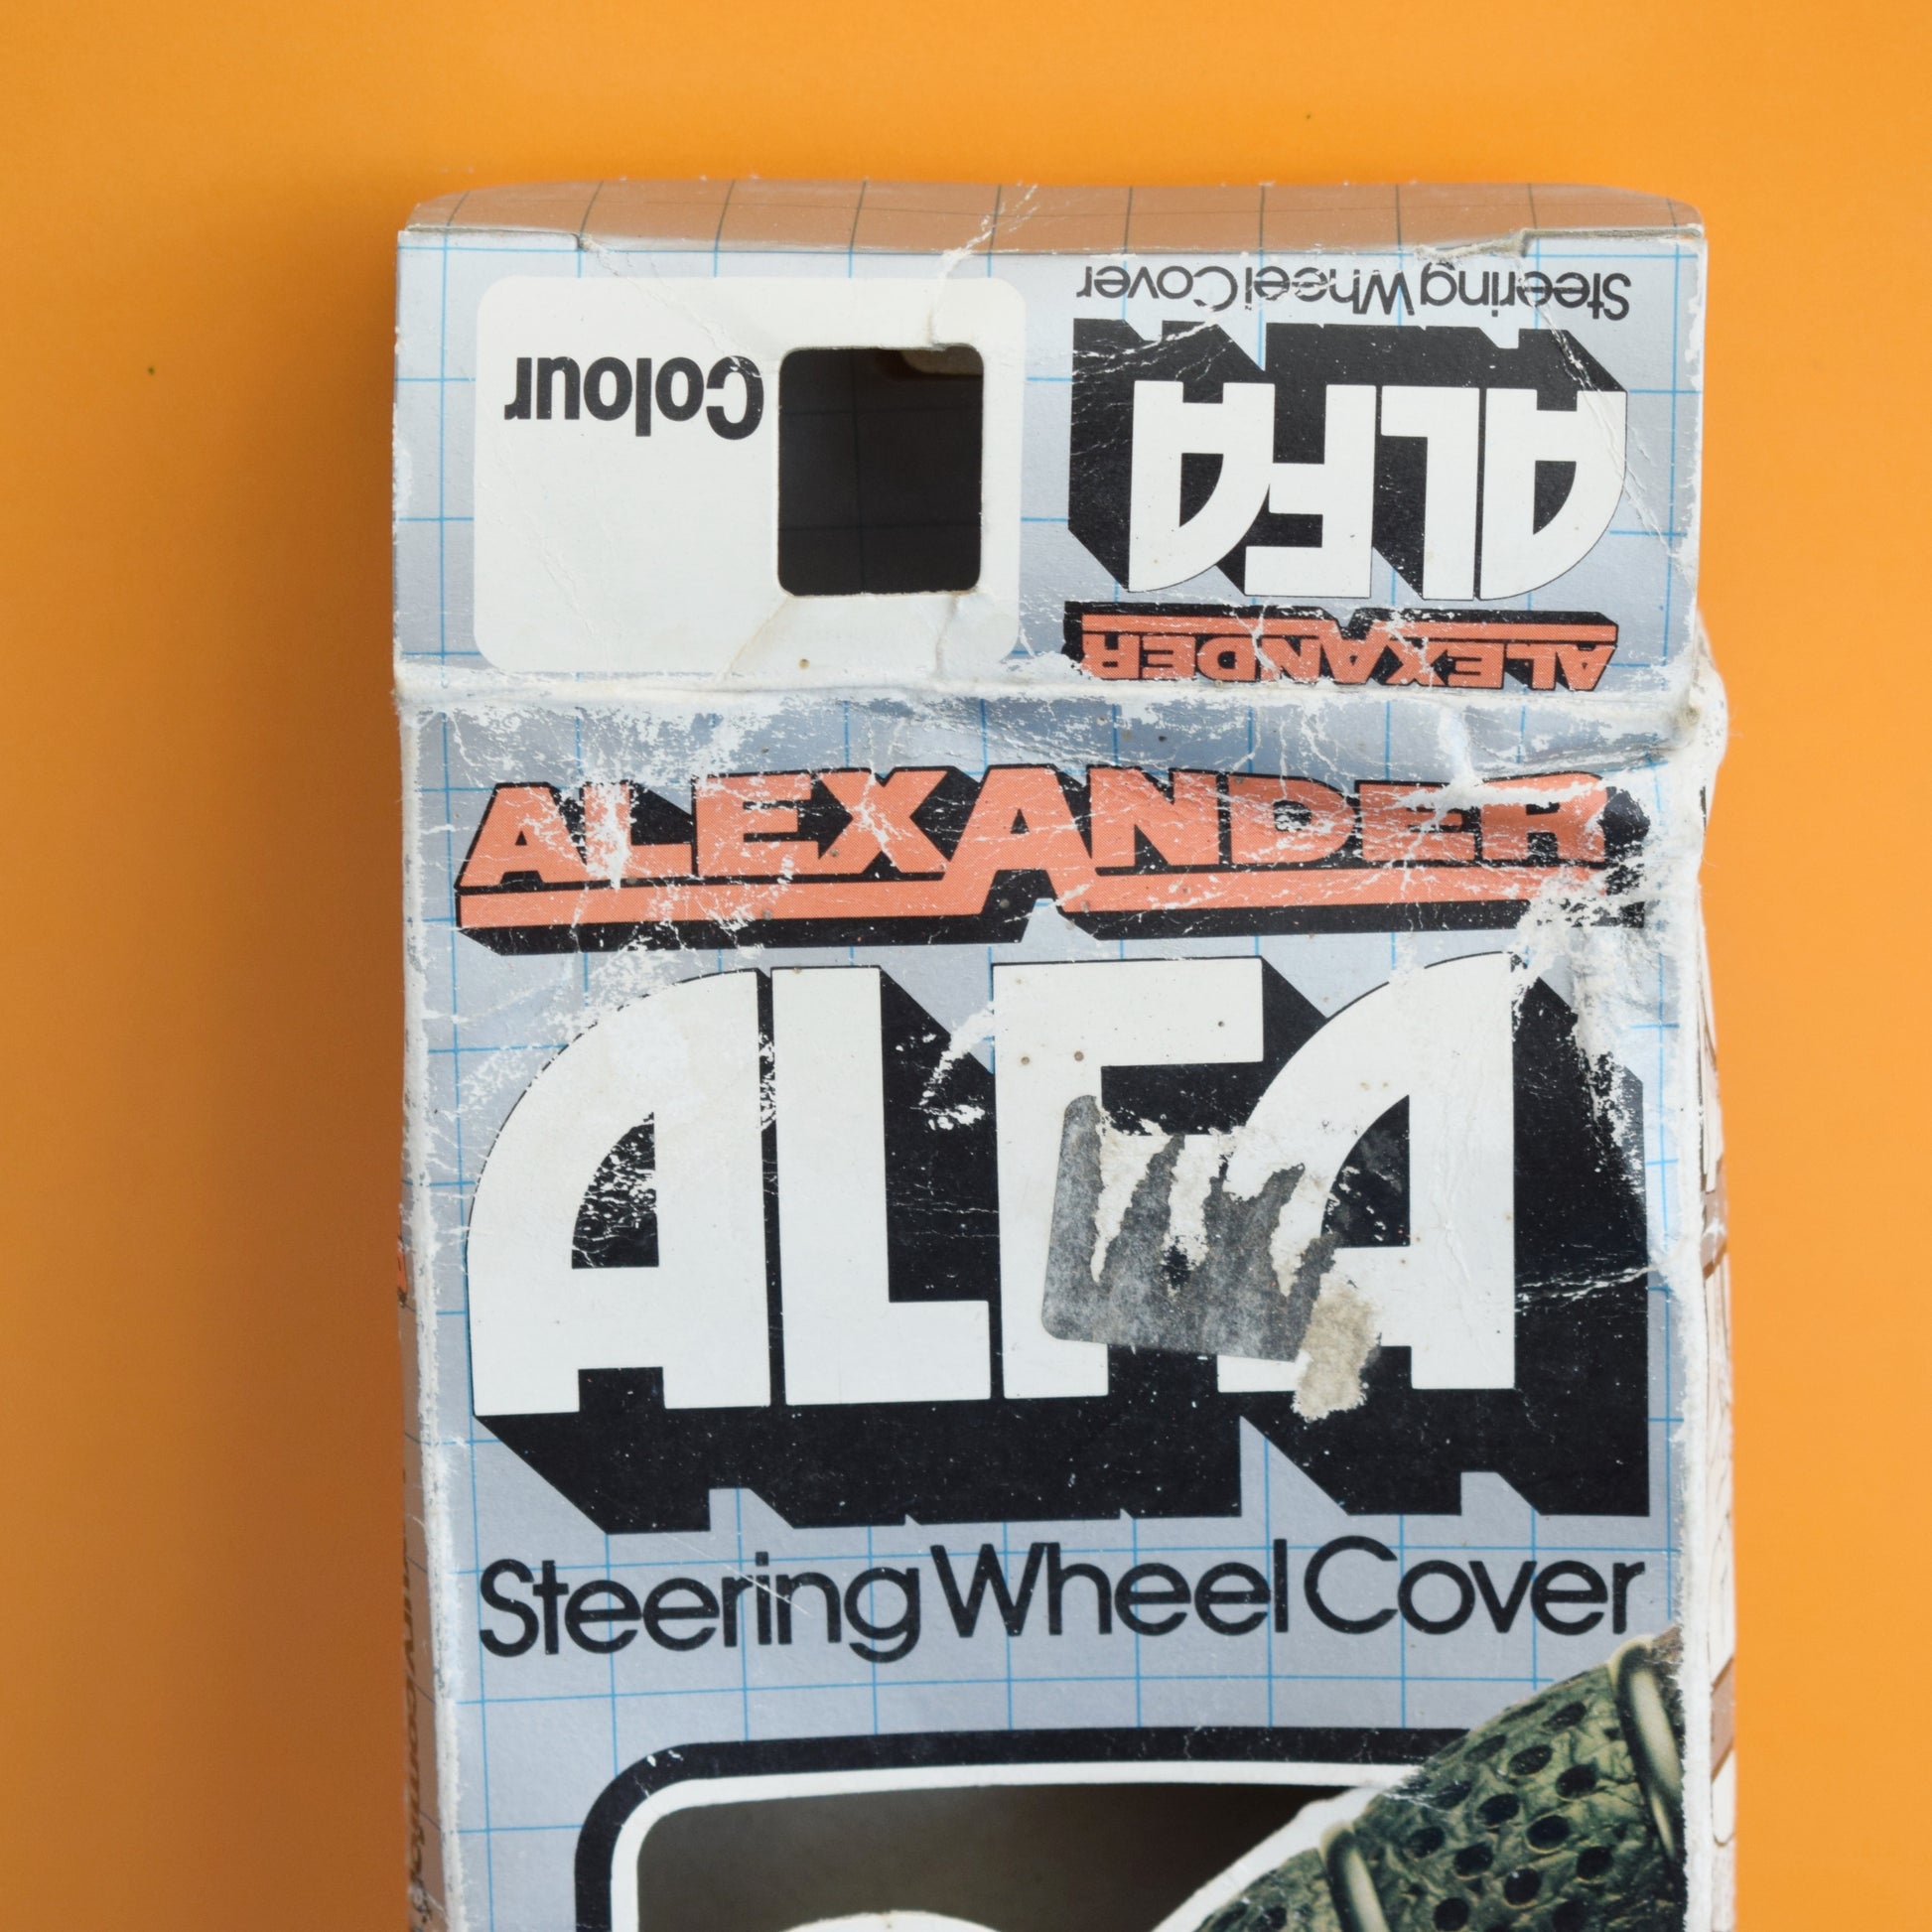 Steering Wheel Cover
ALFA
ALEXANDER
Colour
ALEXANDER
ALFA
Steering Wheel Cover